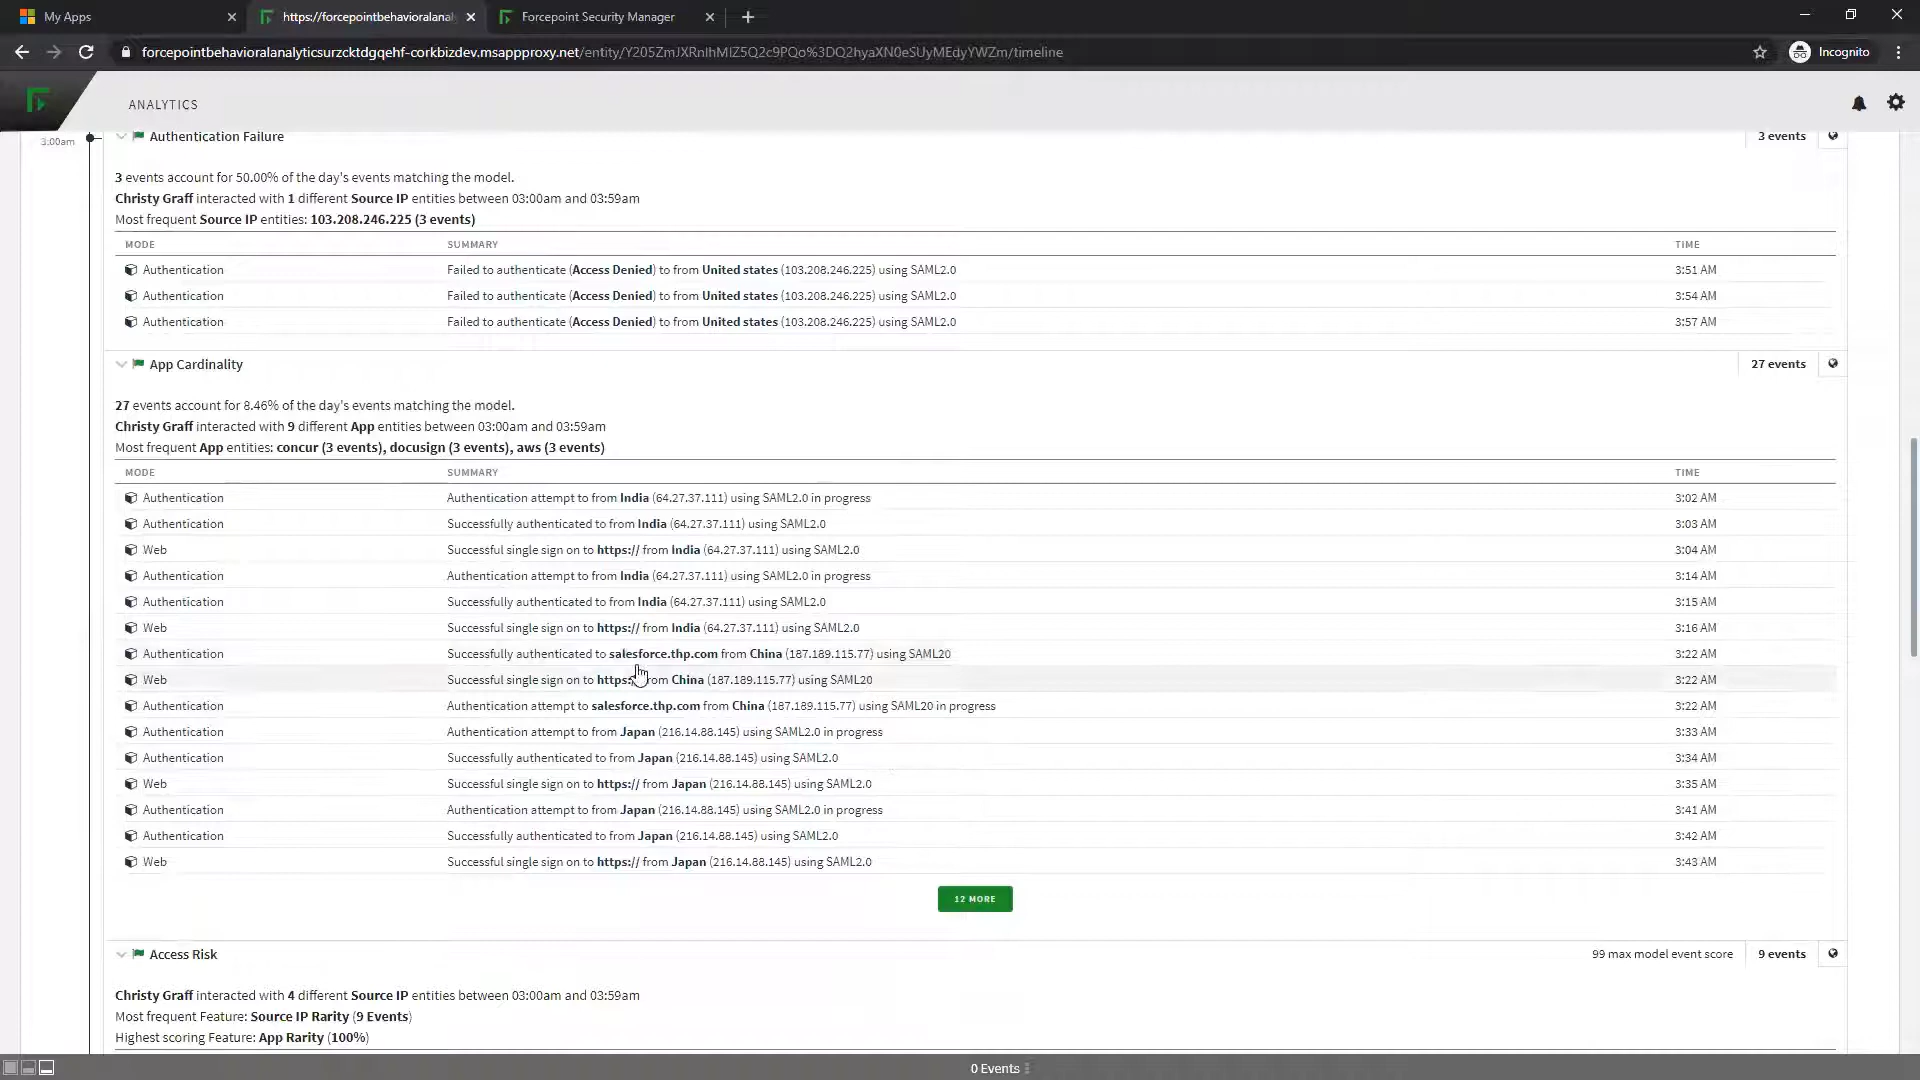 My Apps
https://forcepointbehavioralanal
Forcepoint Security Manager
forcepointbehavioralanalyticsurzcktdgqehf-corkbizdev.msappproxy.net/entity/Y205ZmJXRnlhMlZ5Q2c9PQo%3DQ2hyaXN0eSUyMEdyYWZm/timeline
Incognito
ANALYTICS
3:00am
Authentication Failure
3 events
3 events account for 50.00% of the day's events matching the model.
Christy Graff interacted with 1 different Source IP entities between 03:00am and 03:59am
Most frequent Source IP entities: 103.208.246.225 (3 events)
MODE SUMMARY TIME
Authentication Failed to authenticate (Access Denied) to from United states (103.208.246.225) using SAML2.0 3:51 AM
Authentication Failed to authenticate (Access Denied) to from United states (103.208.246.225) using SAML2.0 3:54 AM
Authentication Failed to authenticate (Access Denied) to from United states (103.208.246.225) using SAML2.0 3:57 AM
App Cardinality
27 events
27 events account for 8.46% of the day's events matching the model.
Christy Graff interacted with 9 different App entities between 03:00am and 03:59am
Most frequent App entities: concur (3 events), docusign (3 events), aws (3 events)
MODE SUMMARY TIME
Authentication Authentication attempt to from India (64.27.37.111) using SAML2.0 in progress 3:02 AM
Authentication Successfully authenticated to from India (64.27.37.111) using SAML2.0 3:03 AM
Web Successful single sign on to https:// from India (64.27.37.111) using SAML2.0 3:04 AM
Authentication Authentication attempt to from India (64.27.37.111) using SAML2.0 in progress 3:14 AM
Authentication Successfully authenticated to from India (64.27.37.111) using SAML2.0 3:15 AM
Web Successful single sign on to https:// from India (64.27.37.111) using SAML2.0 3:16 AM
Authentication Successfully authenticated to salesforce.thp.com from China (187.189.115.77) using SAML20 3:22 AM
Web Successful single sign on to https:// from China (187.189.115.77) using SAML20 3:22 AM
Authentication Authentication attempt to salesforce.thp.com from China (187.189.115.77) using SAML20 in progress 3:22 AM
Authentication Authentication attempt to from Japan (216.14.88.145) using SAML2.0 in progress 3:33 AM
Authentication Successfully authenticated to from Japan (216.14.88.145) using SAML2.0 3:34 AM
Web Successful single sign on to https:// from Japan (216.14.88.145) using SAML2.0 3:35 AM
Authentication Authentication attempt to from Japan (216.14.88.145) using SAML2.0 in progress 3:41 AM
Authentication Successfully authenticated to from Japan (216.14.88.145) using SAML2.0 3:42 AM
Web Successful single sign on to https:// from Japan (216.14.88.145) using SAML2.0 3:43 AM
12 MORE
Access Risk
99 max model event score 9 events
Christy Graff interacted with 4 different Source IP entities between 03:00am and 03:59am
Most frequent Feature: Source IP Rarity (9 Events)
Highest scoring Feature: App Rarity (100%)
0 Events